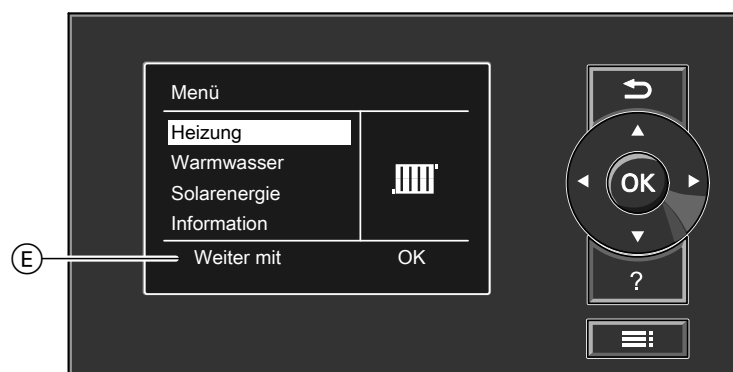 Menü
Heizung
Warmwasser
Solarenergie
Information
Weiter mit OK
E
OK
?